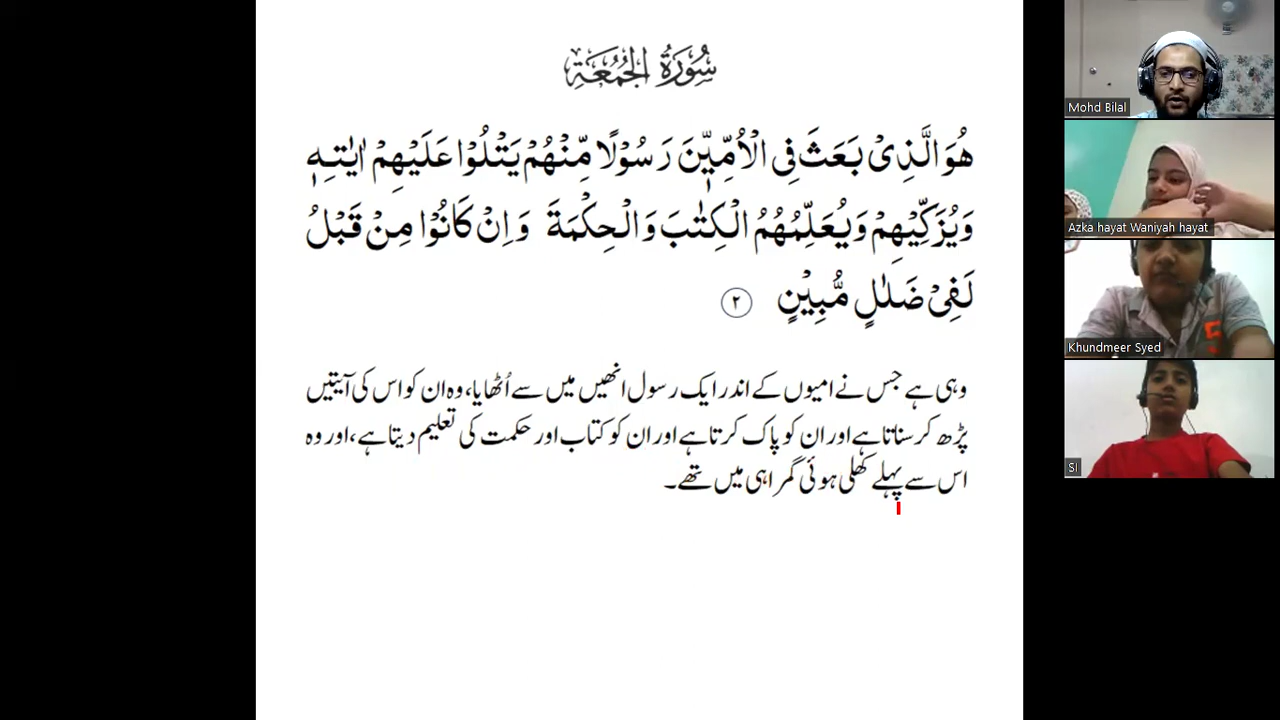 سُوْرَةُ الْجُمُعَةِ
هُوَ الَّذِیْ بَعَثَ فِی الْاُمِّیّٖنَ رَسُوْلًا مِّنْهُمْ یَتْلُوْا عَلَیْهِمْ اٰیٰتِهٖ
وَیُزَكِّیْهِمْ وَیُعَلِّمُهُمُ الْكِتٰبَ وَالْحِكْمَةَ وَاِنْ كَانُوْا مِنْ قَبْلُ
لَفِیْ ضَلٰلٍ مُّبِیْنٍ ۲
وہی ہے جس نے امیوں کے اندر ایک رسول انھیں میں سے اُٹھایا، وہ ان کو اس کی آیتیں
پڑھ کر سناتا ہے اور ان کو پاک کرتا ہے اور ان کو کتاب اور حکمت کی تعلیم دیتا ہے، اور وہ
اس سے پہلے کھلی ہوئی گمراہی میں تھے۔
Mohd Bilal
Azka hayat Waniyah hayat
Khundmeer Syed
SI